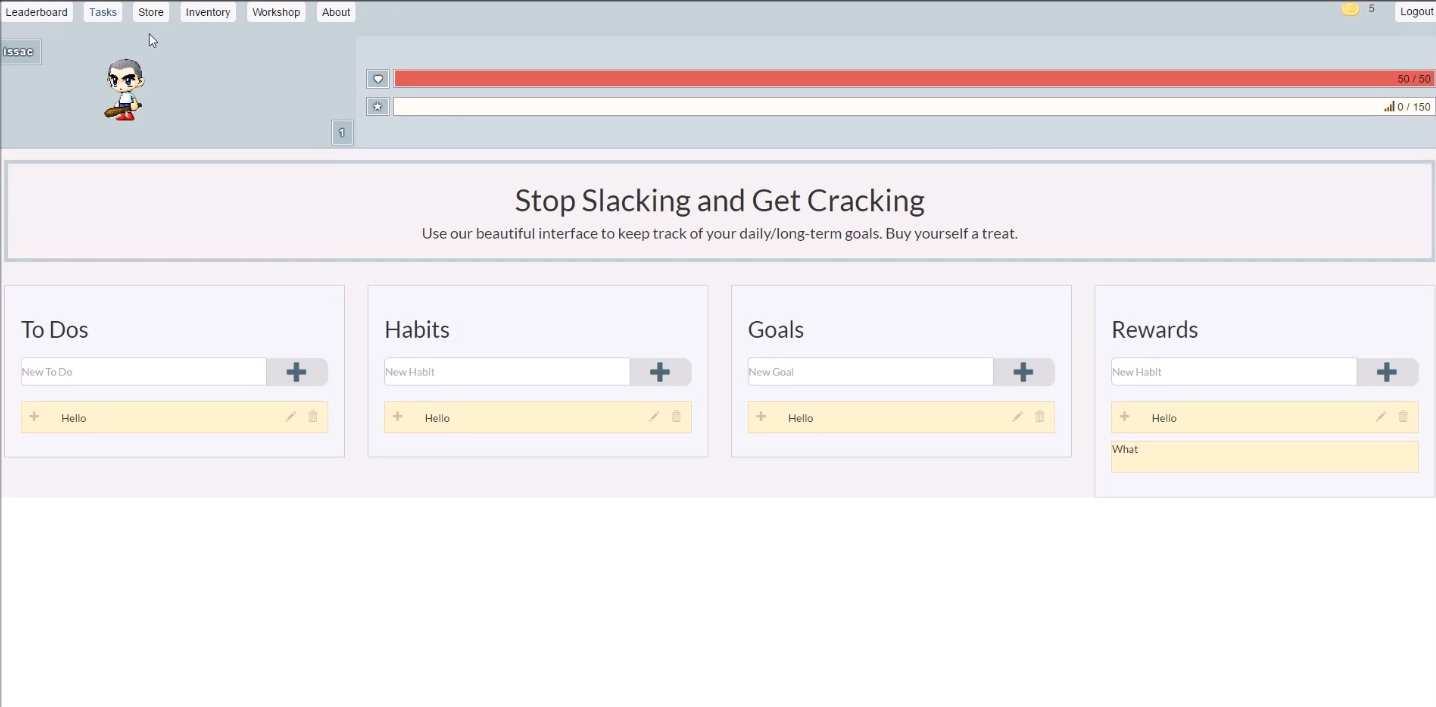 Leaderboard Tasks Store Inventory Workshop About 5 Logout
issac
50 / 50
0 / 150
1
Stop Slacking and Get Cracking
Use our beautiful interface to keep track of your daily/long-term goals. Buy yourself a treat.
To Dos
New To Do
Hello
Habits
New Habit
Hello
Goals
New Goal
Hello
Rewards
New Habit
Hello
What